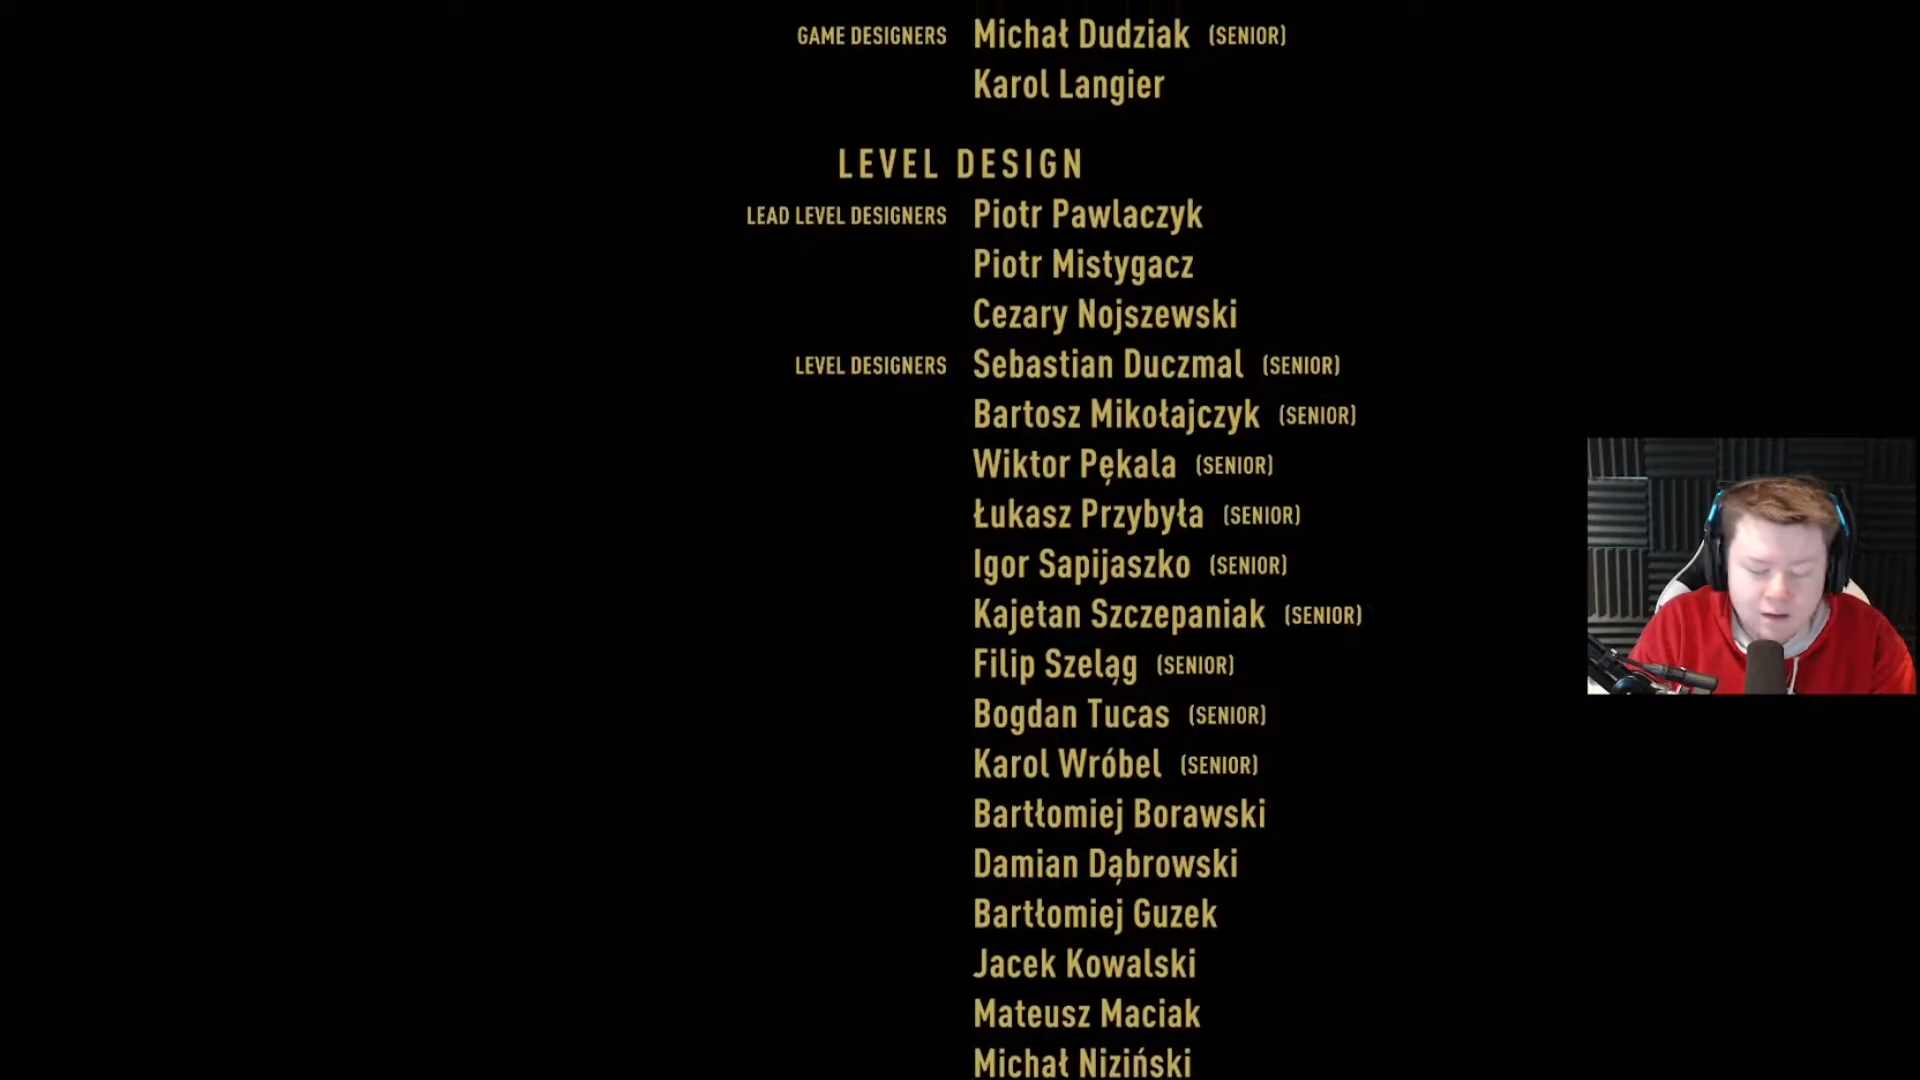 GAME DESIGNERS Michał Dudziak (SENIOR)
Karol Langier
LEVEL DESIGN
LEAD LEVEL DESIGNERS Piotr Pawlaczyk
Piotr Mistygacz
Cezary Nojszewski
LEVEL DESIGNERS Sebastian Duczmal (SENIOR)
Bartosz Mikołajczyk (SENIOR)
Wiktor Pękala (SENIOR)
Łukasz Przybyła (SENIOR)
Igor Sapijaszko (SENIOR)
Kajetan Szczepaniak (SENIOR)
Filip Szeląg (SENIOR)
Bogdan Tucas (SENIOR)
Karol Wróbel (SENIOR)
Bartłomiej Borawski
Damian Dąbrowski
Bartłomiej Guzek
Jacek Kowalski
Mateusz Maciak
Michał Niziński